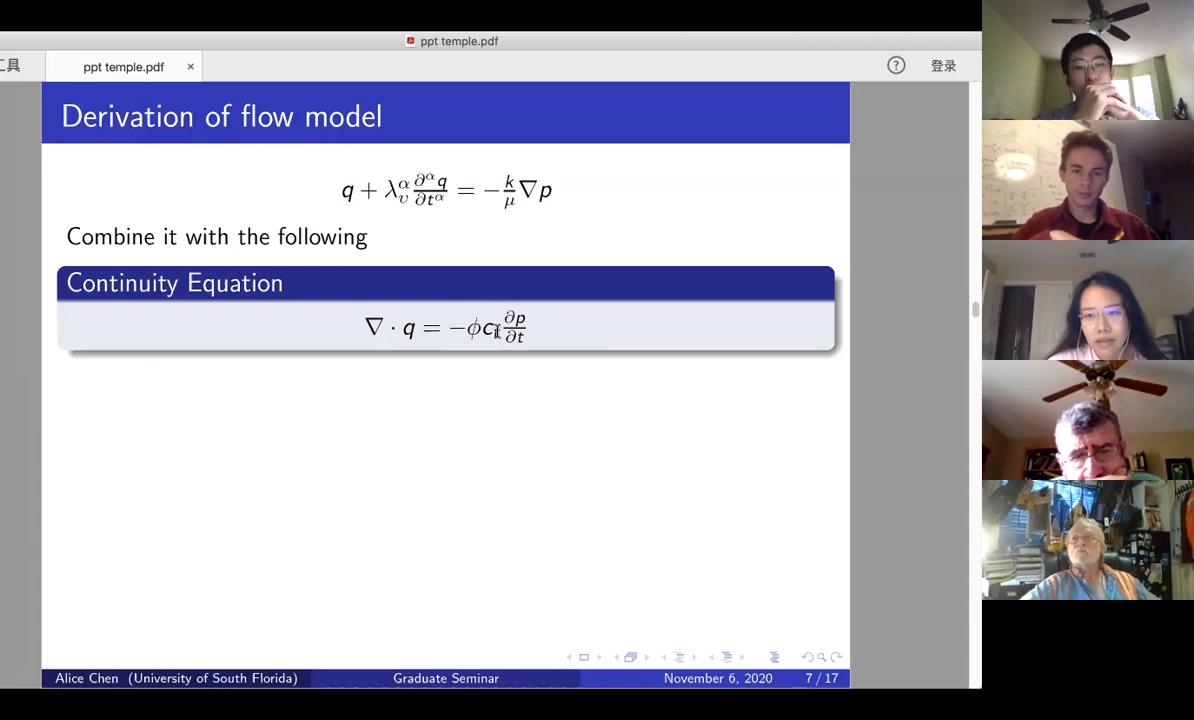 ppt temple.pdf
工具
ppt temple.pdf ×
? 登录
Derivation of flow model
q + λ_υ^α ∂^α q / ∂t^α = − k/μ ∇p
Combine it with the following
Continuity Equation
∇ · q = −ϕc ∂p/∂t
Alice Chen (University of South Florida)
Graduate Seminar
November 6, 2020
7 / 17